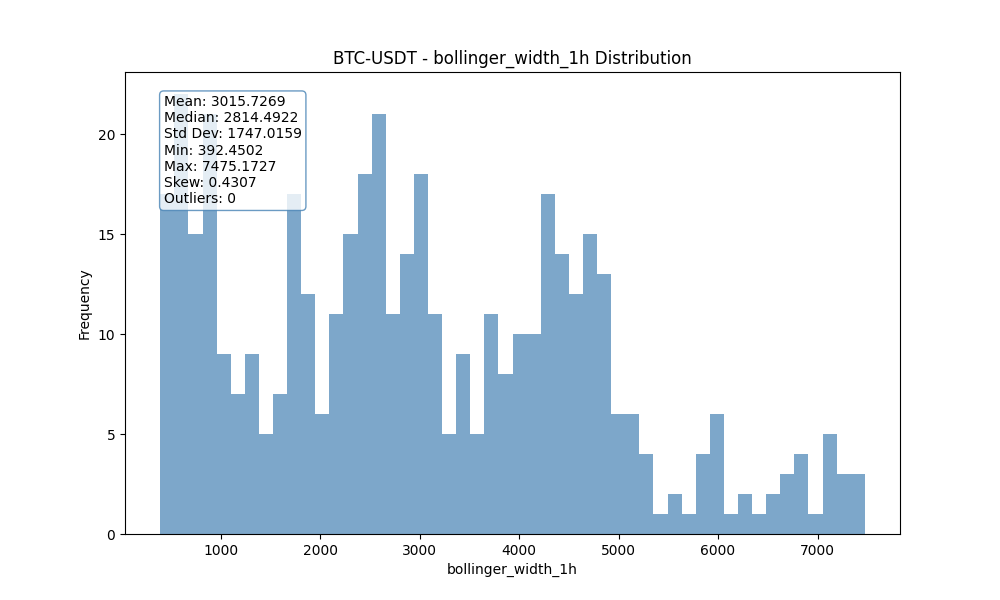 BTC-USDT - bollinger_width_1h Distribution
Mean: 3015.7269
Median: 2814.4922
Std Dev: 1747.0159
Min: 392.4502
Max: 7475.1727
Skew: 0.4307
Outliers: 0
20
15
10
5
0
Frequency
1000 2000 3000 4000 5000 6000 7000
bollinger_width_1h